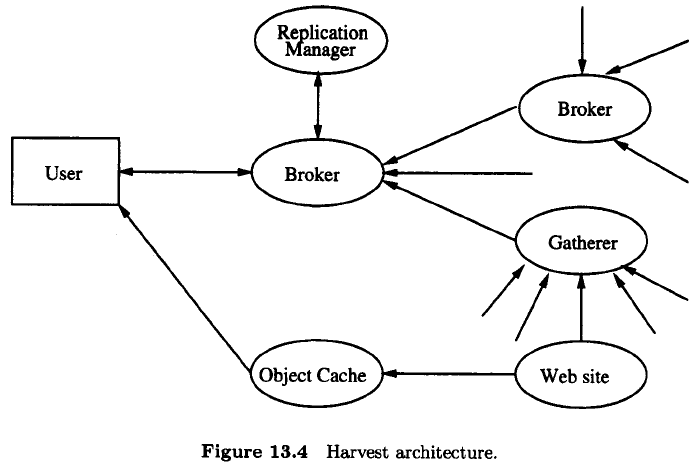 Replication
Manager
Broker
User
Broker
Gatherer
Object Cache
Web site
Figure 13.4 Harvest architecture.